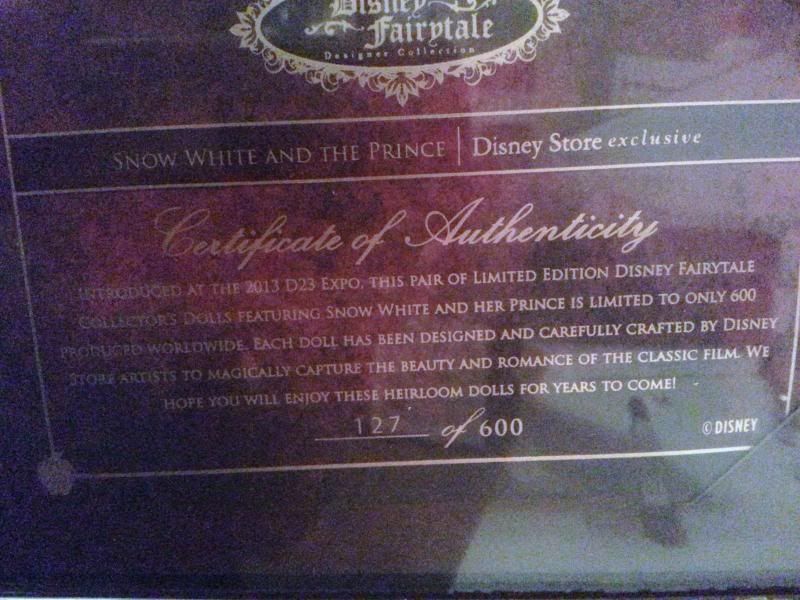 Disney
Fairytale
Designer Collection
SNOW WHITE AND THE PRINCE | Disney Store exclusive
Certificate of Authenticity
INTRODUCED AT THE 2013 D23 EXPO, THIS PAIR OF LIMITED EDITION DISNEY FAIRYTALE
COLLECTOR'S DOLLS FEATURING SNOW WHITE AND HER PRINCE IS LIMITED TO ONLY 600
PRODUCED WORLDWIDE. EACH DOLL HAS BEEN DESIGNED AND CAREFULLY CRAFTED BY DISNEY
STORE ARTISTS TO MAGICALLY CAPTURE THE BEAUTY AND ROMANCE OF THE CLASSIC FILM. WE
HOPE YOU WILL ENJOY THESE HEIRLOOM DOLLS FOR YEARS TO COME!
127 of 600
© DISNEY